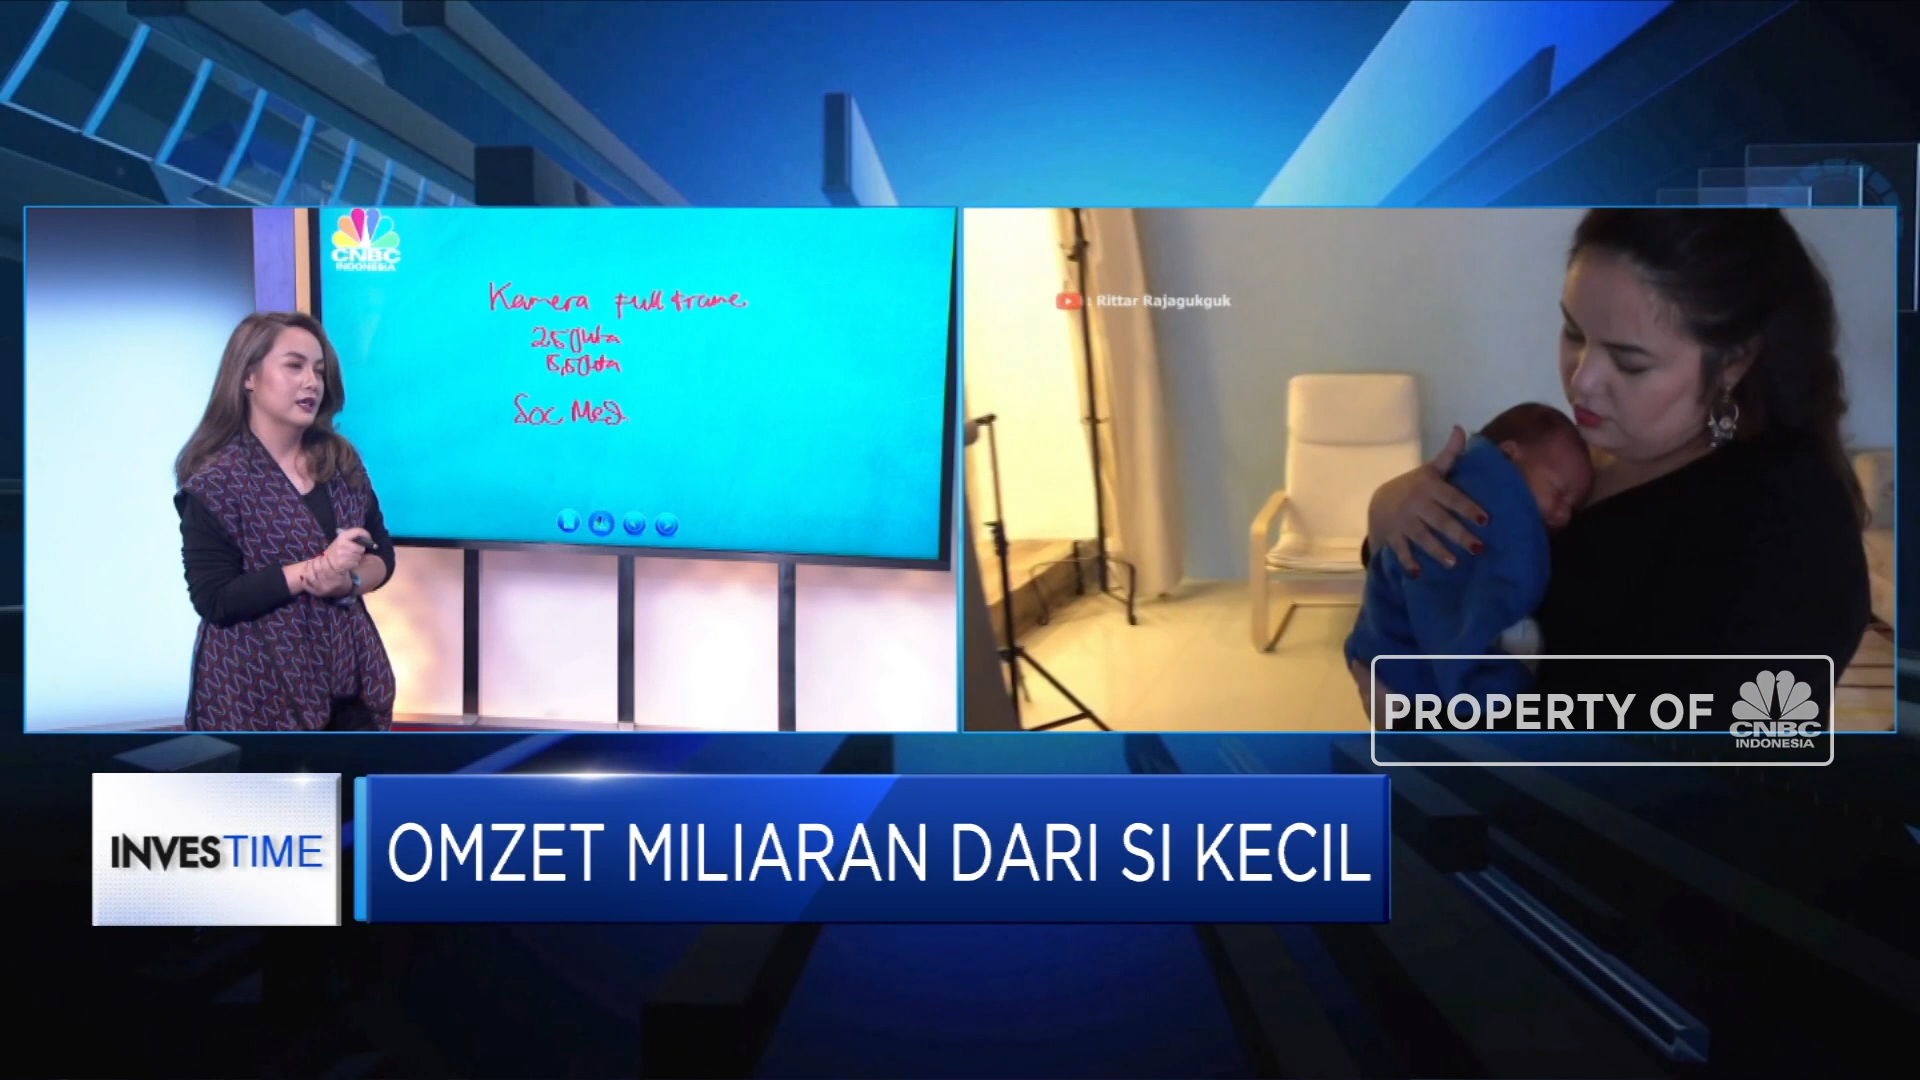 CNBC
INDONESIA
Kamera full frame
25 juta
5,5 juta
Soc Med
: Rittar Rajagukguk
PROPERTY OF CNBC INDONESIA
INVESTIME
OMZET MILIARAN DARI SI KECIL